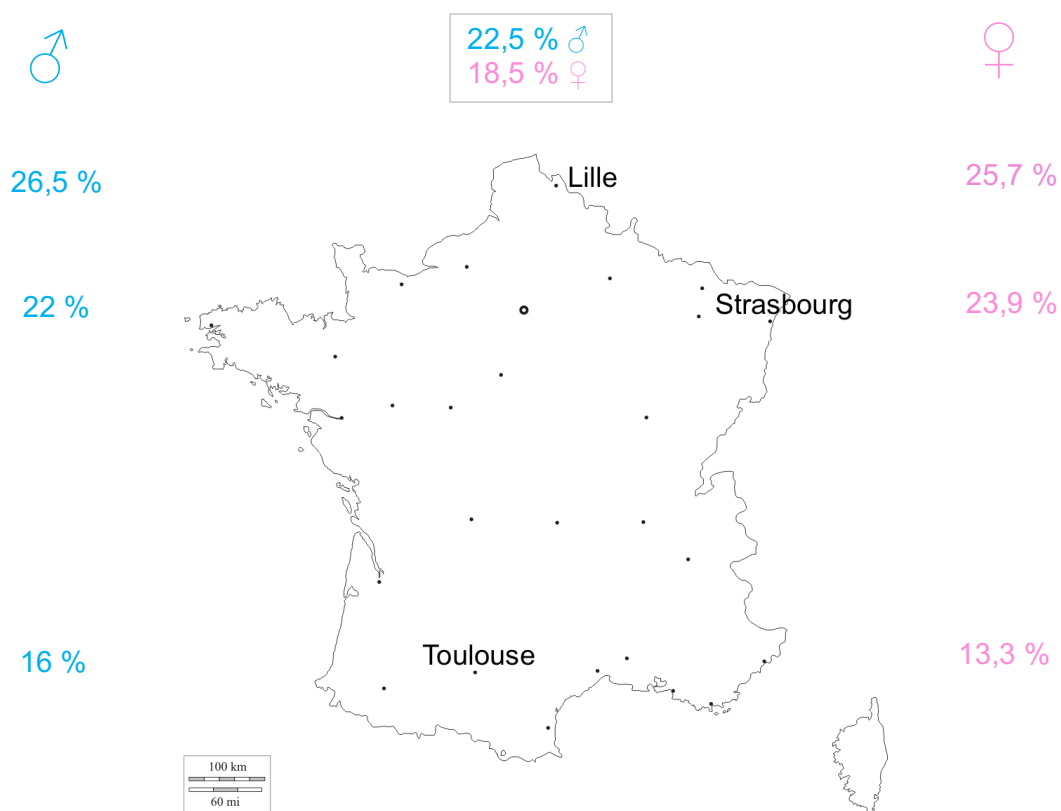 ♂
22,5 % ♂
18,5 % ♀
♀
26,5 %
Lille
25,7 %
22 %
Strasbourg
23,9 %
16 %
Toulouse
13,3 %
100 km
60 mi